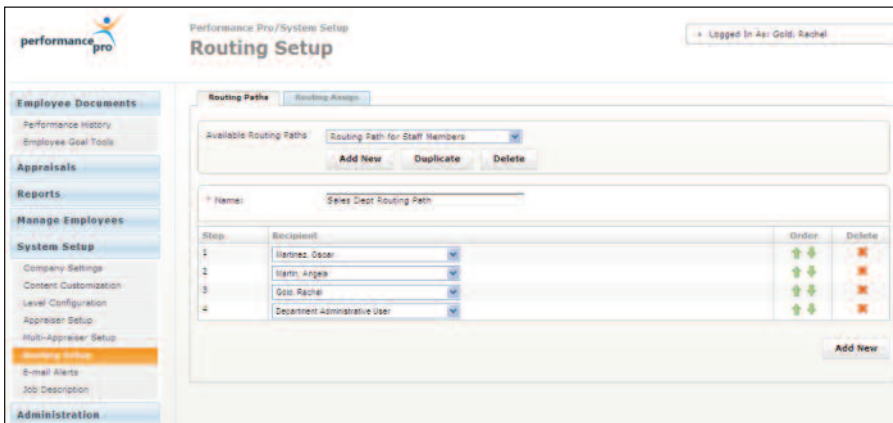 performance pro
Performance Pro/System Setup
Routing Setup
Logged In As: Gold, Rachel
Employee Documents
Performance History
Employee Goal Tools
Appraisals
Reports
Manage Employees
System Setup
Company Settings
Content Customization
Level Configuration
Appraiser Setup
Multi-Appraiser Setup
Routing Setup
E-mail Alerts
Job Description
Administration
Routing Paths
Routing Assign
Available Routing Paths
Routing Path for Staff Members
Add New
Duplicate
Delete
* Name:
Sales Dept Routing Path
Step
Recipient
Order
Delete
1
Martinez, Oscar
2
Martin, Angela
3
Gold, Rachel
4
Department Administrative User
Add New